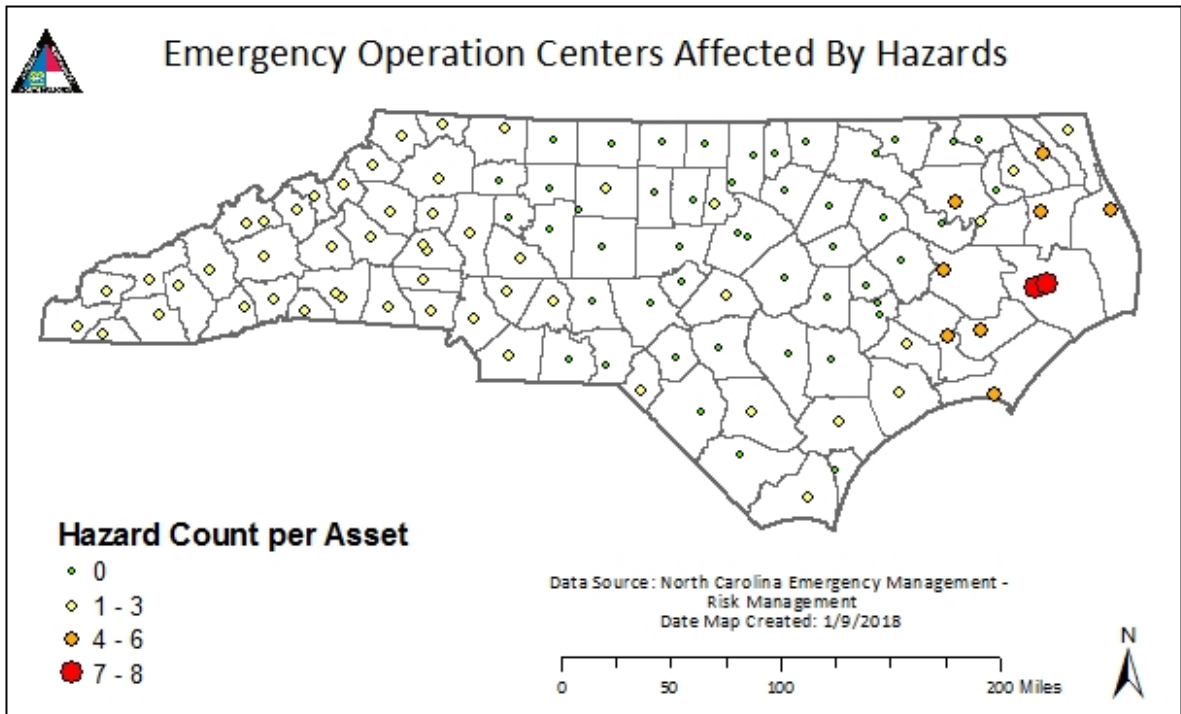 Emergency Operation Centers Affected By Hazards
Hazard Count per Asset
0
1 - 3
4 - 6
7 - 8
Data Source: North Carolina Emergency Management -
Risk Management
Date Map Created: 1/9/2018
0 50 100 200 Miles
N